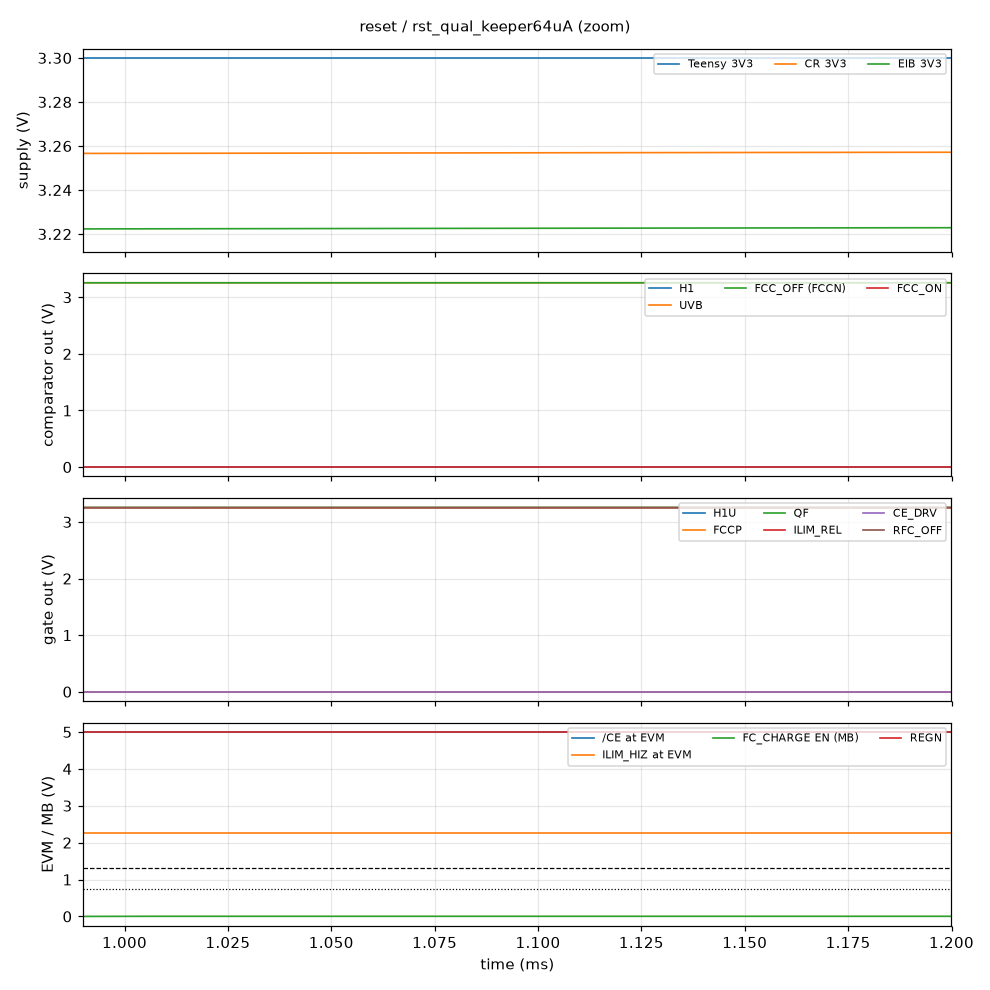 reset / rst_qual_keeper64uA (zoom)
3.30
3.28
3.26
3.24
3.22
supply (V)
Teensy 3V3 CR 3V3 EIB 3V3
3
2
1
0
comparator out (V)
H1 FCC_OFF (FCCN) FCC_ON
UVB
3
2
1
0
gate out (V)
H1U QF CE_DRV
FCCP ILIM_REL RFC_OFF
5
4
3
2
1
0
EVM / MB (V)
/CE at EVM FC_CHARGE EN (MB) REGN
ILIM_HIZ at EVM
1.000 1.025 1.050 1.075 1.100 1.125 1.150 1.175 1.200
time (ms)